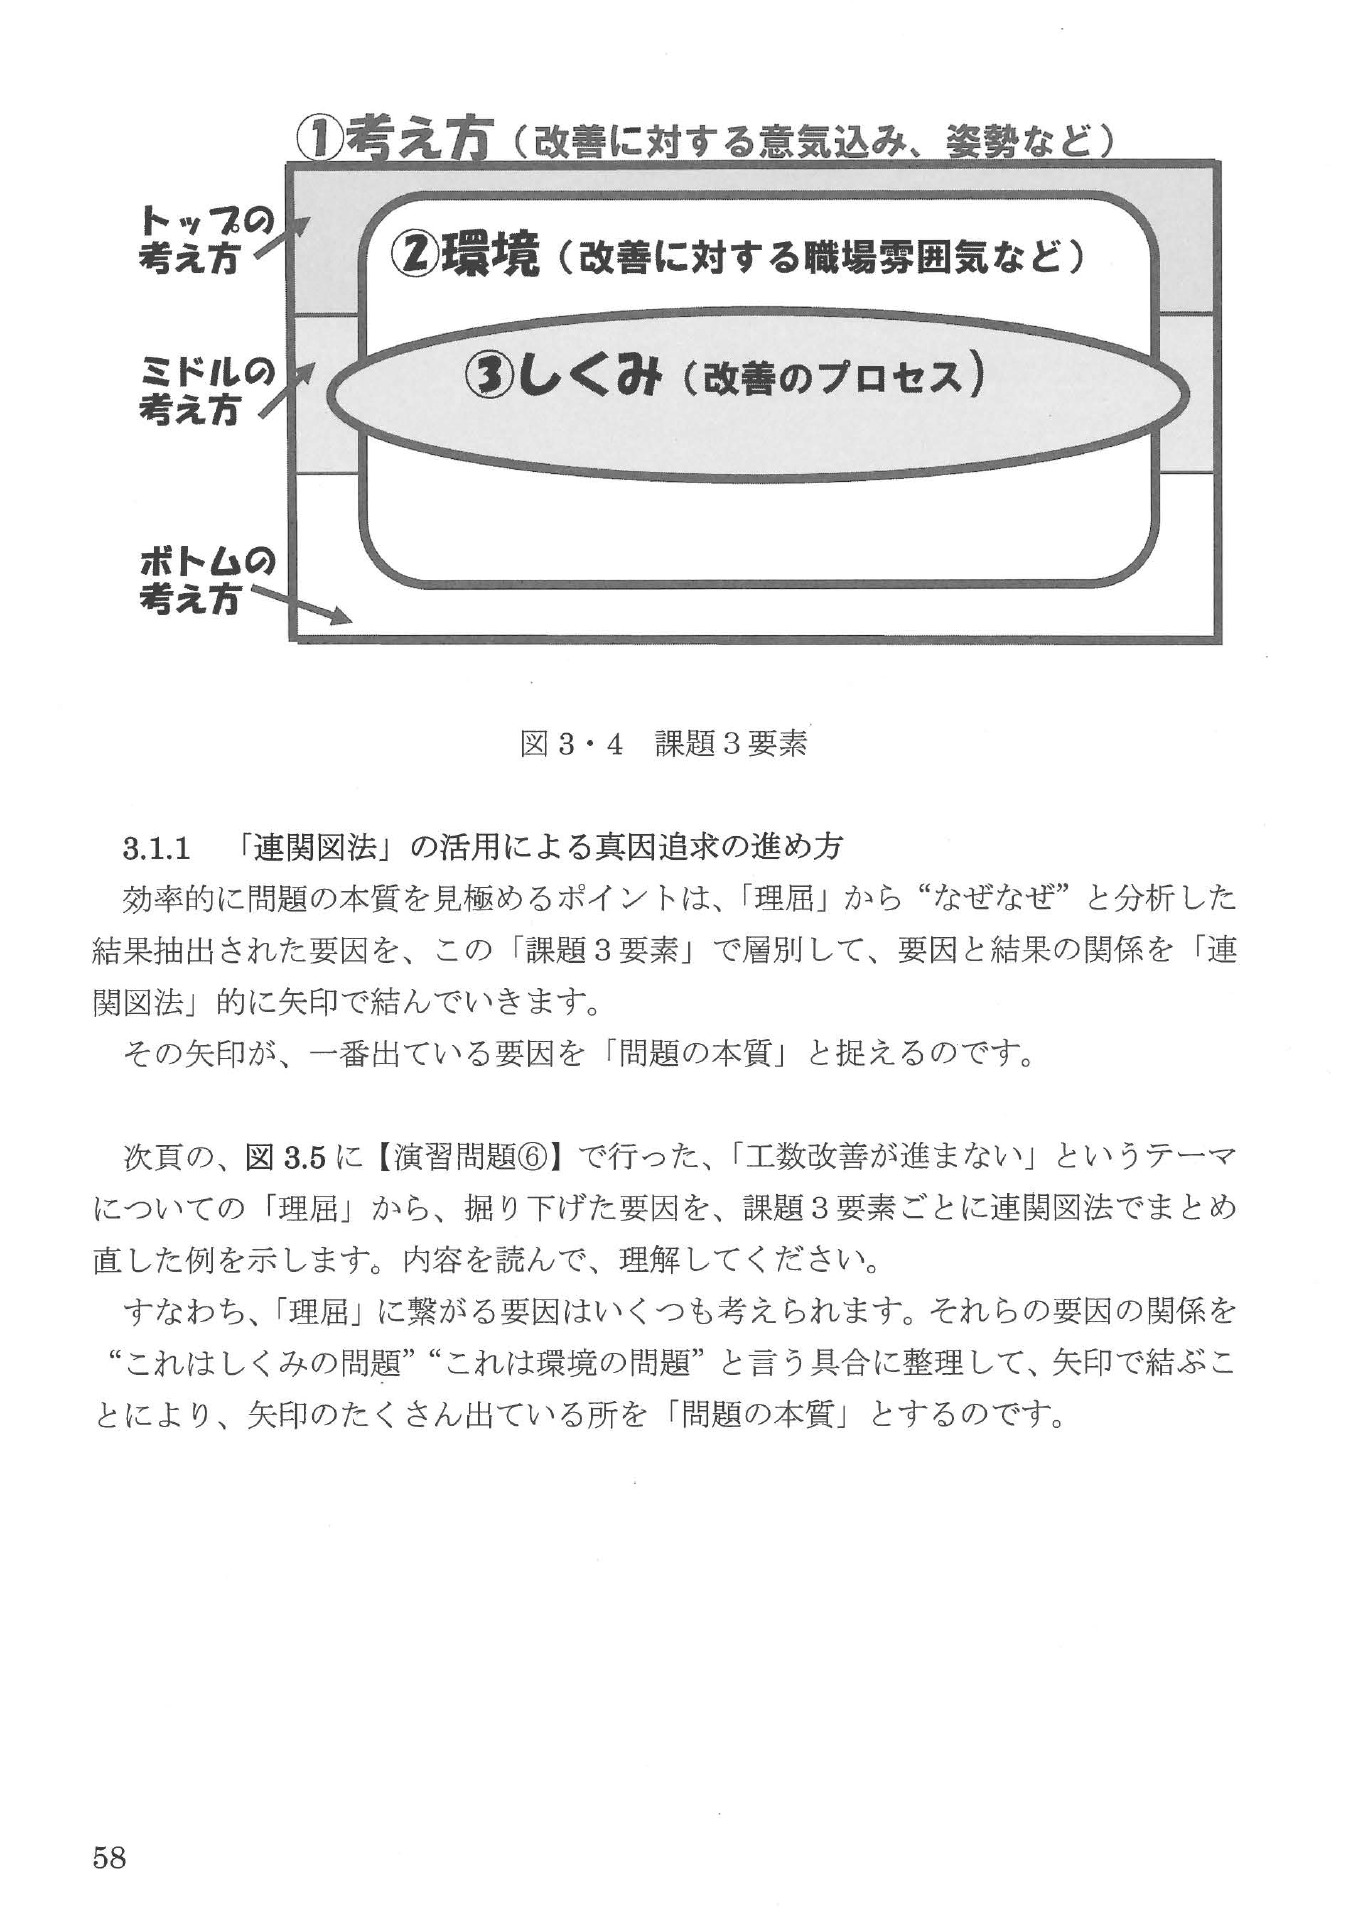 ①考え方（改善に対する意気込み、姿勢など）
トップの
考え方
②環境（改善に対する職場雰囲気など）
ミドルの
考え方
③しくみ（改善のプロセス）
ボトムの
考え方
図３・４　課題３要素
3.1.1　「連関図法」の活用による真因追求の進め方
効率的に問題の本質を見極めるポイントは、「理屈」から“なぜなぜ”と分析した
結果抽出された要因を、この「課題３要素」で層別して、要因と結果の関係を「連
関図法」的に矢印で結んでいきます。
その矢印が、一番出ている要因を「問題の本質」と捉えるのです。
次頁の、図 3.5 に【演習問題⑥】で行った、「工数改善が進まない」というテーマ
についての「理屈」から、掘り下げた要因を、課題３要素ごとに連関図法でまとめ
直した例を示します。内容を読んで、理解してください。
すなわち、「理屈」に繋がる要因はいくつも考えられます。それらの要因の関係を
“これはしくみの問題”“これは環境の問題”と言う具合に整理して、矢印で結ぶこ
とにより、矢印のたくさん出ている所を「問題の本質」とするのです。
58